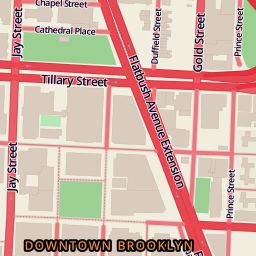 Chapel Street
Cathedral Place
Jay Street
Duffield Street
Gold Street
Prince Street
Tillary Street
Flatbush Avenue Extension
Jay Street
Prince Street
DOWNTOWN BROOKLYN